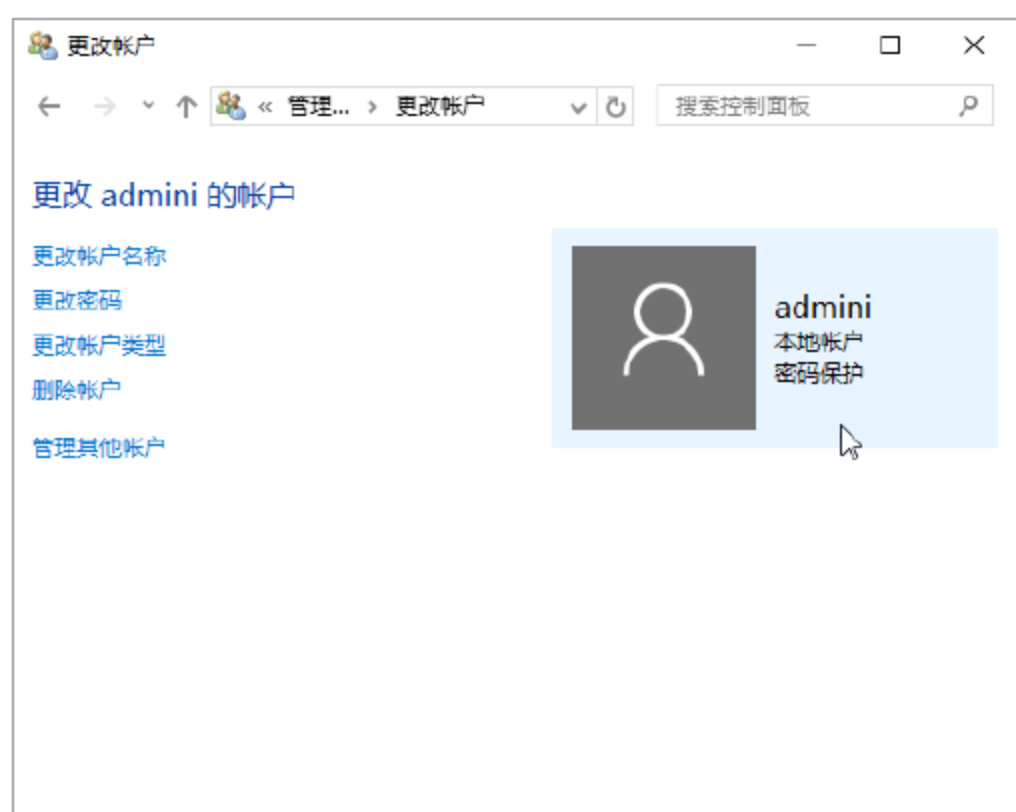 更改帐户
« 管理... › 更改帐户
搜索控制面板
更改 admini 的帐户
更改帐户名称
更改密码
更改帐户类型
删除帐户
管理其他帐户
admini
本地帐户
密码保护